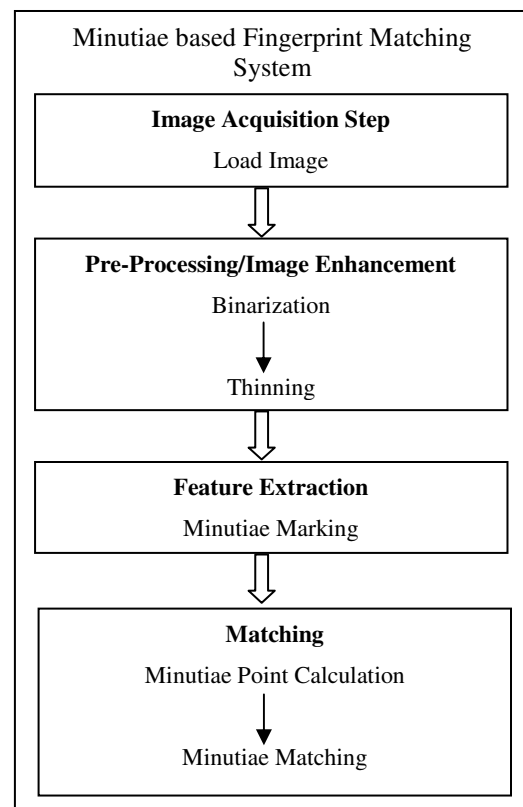 Minutiae based Fingerprint Matching
System
Image Acquisition Step
Load Image
Pre-Processing/Image Enhancement
Binarization
Thinning
Feature Extraction
Minutiae Marking
Matching
Minutiae Point Calculation
Minutiae Matching